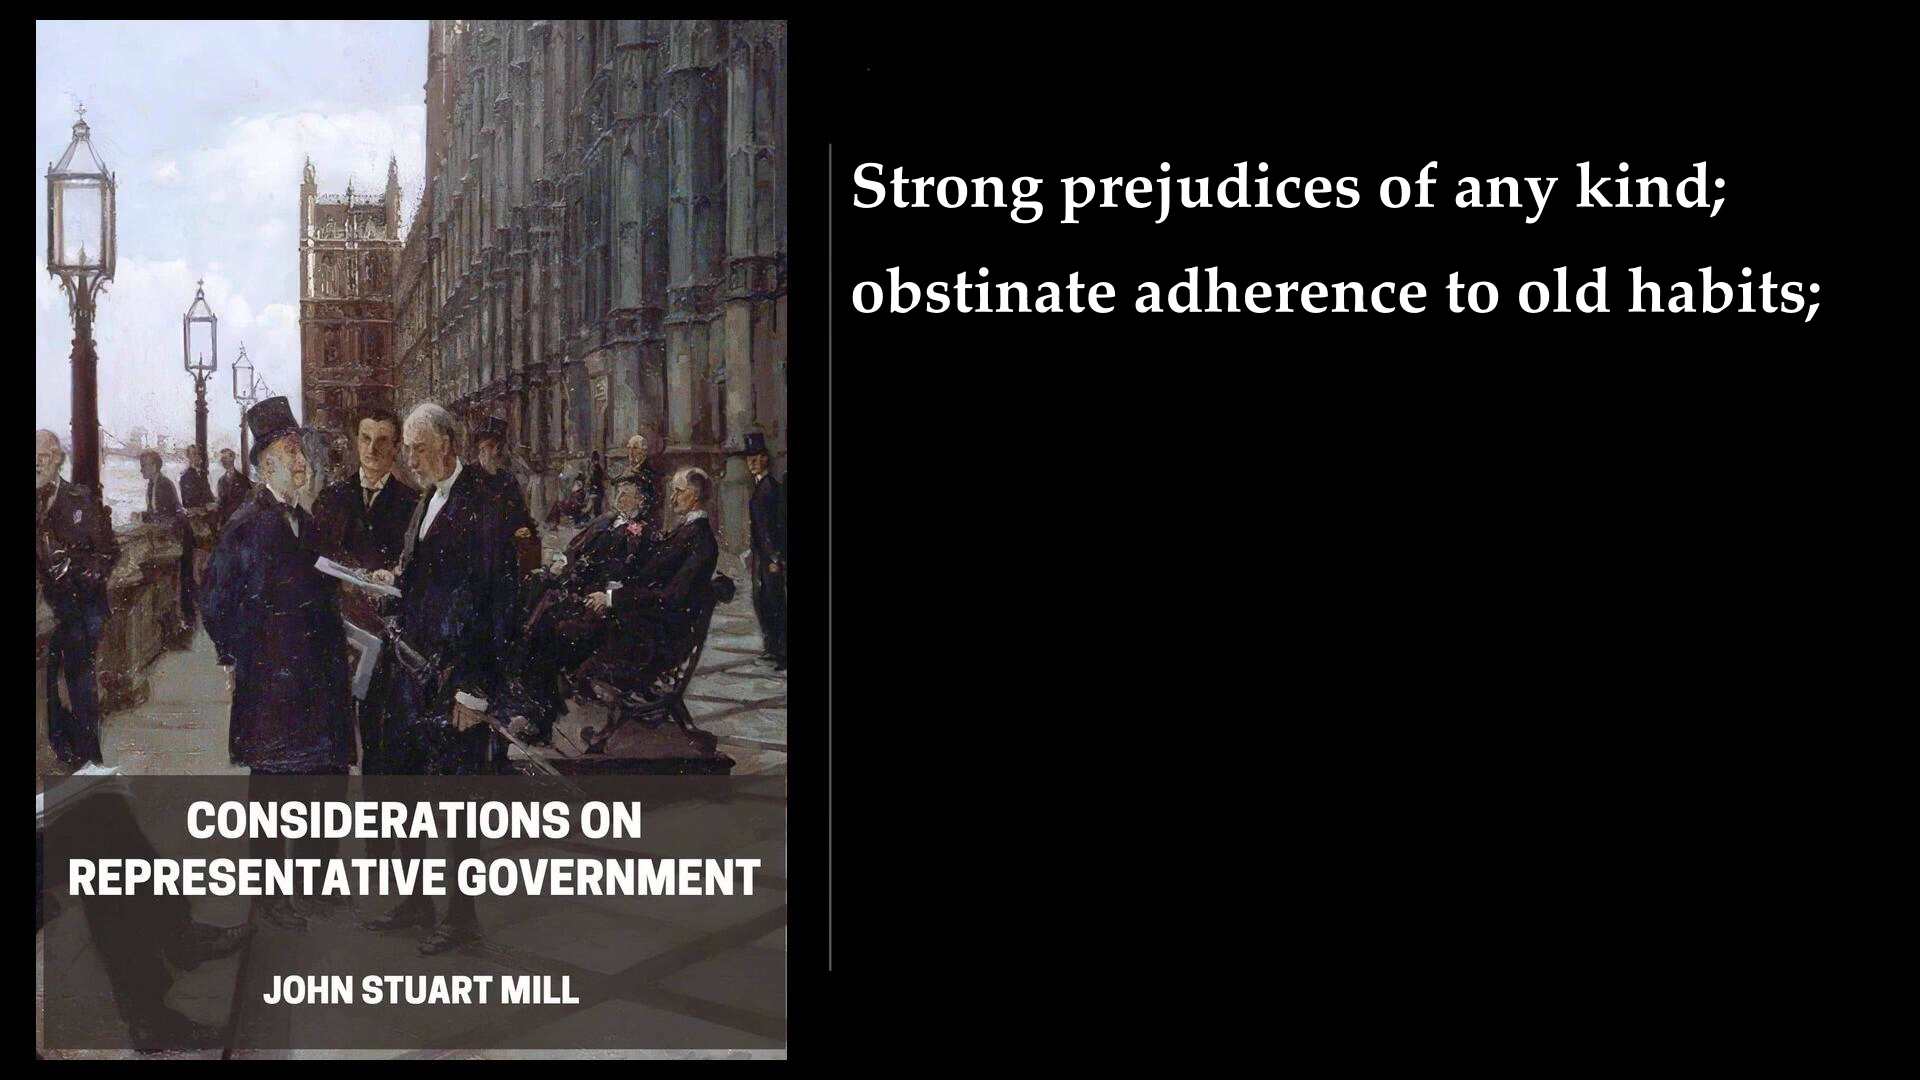 Strong prejudices of any kind;
obstinate adherence to old habits;
CONSIDERATIONS ON
REPRESENTATIVE GOVERNMENT
JOHN STUART MILL